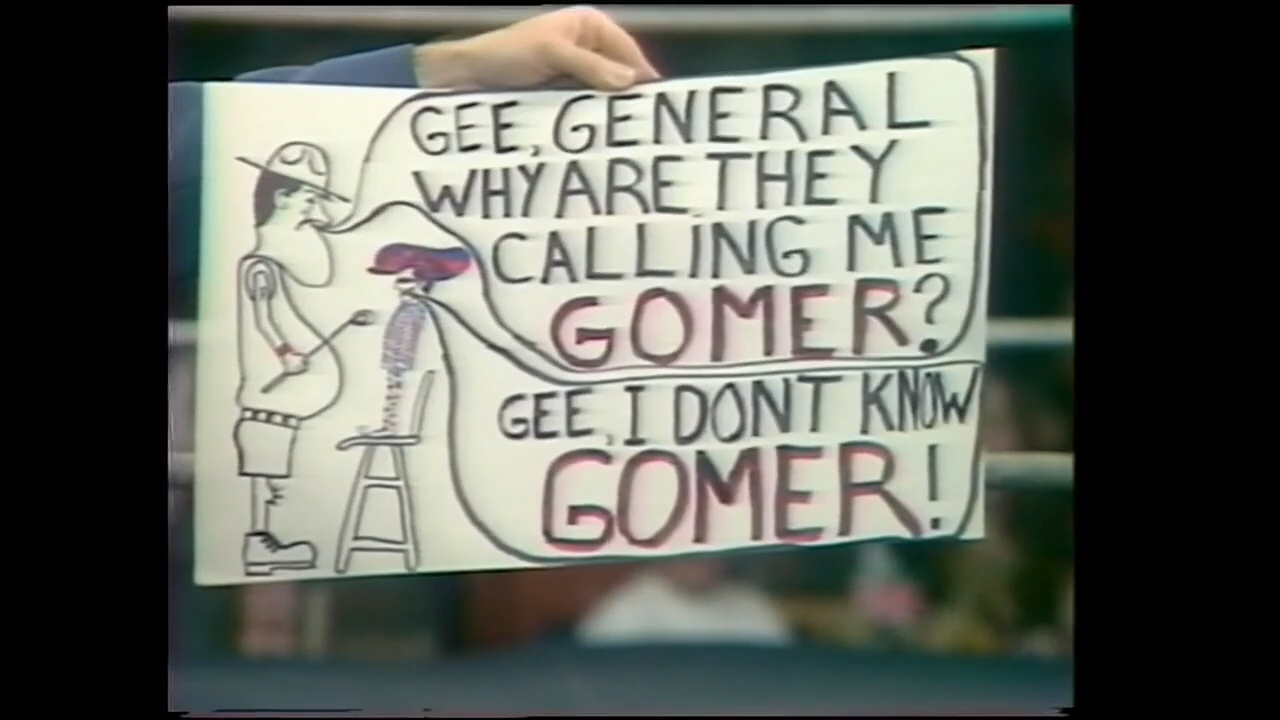 GEE, GENERAL
WHY ARE THEY
CALLING ME
GOMER?
GEE, I DONT KNOW
GOMER!